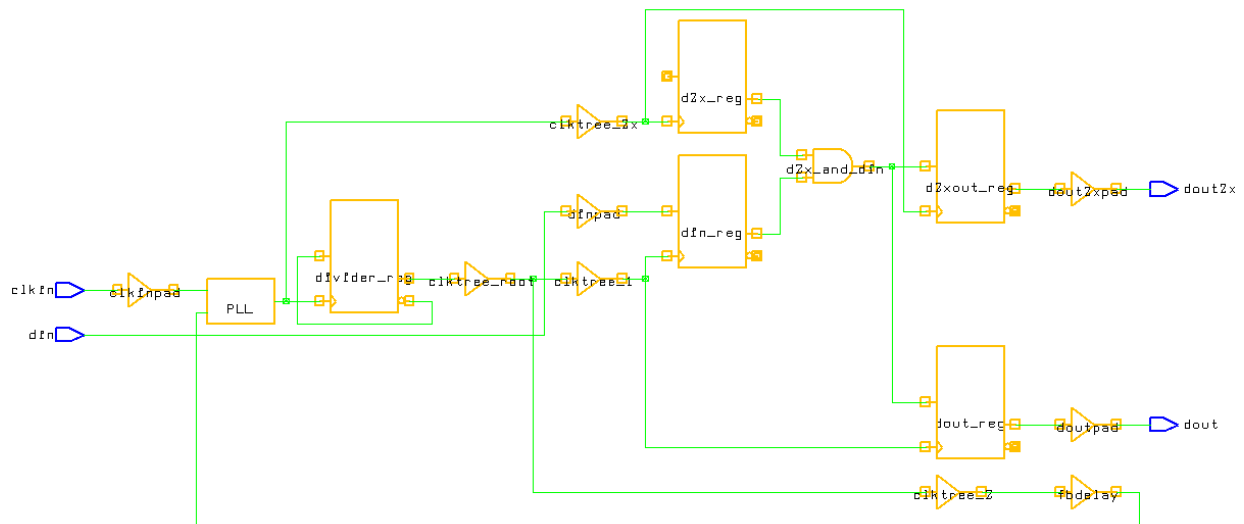 d2x_reg
clktree_2x
d2x_and_din
d2xout_reg
dout2xpad
dout2x
dinpad
din_reg
divider_reg
clktree_root
clktree_1
clkin
clkinpad
PLL
din
dout_reg
doutpad
dout
clktree_2
fbdelay